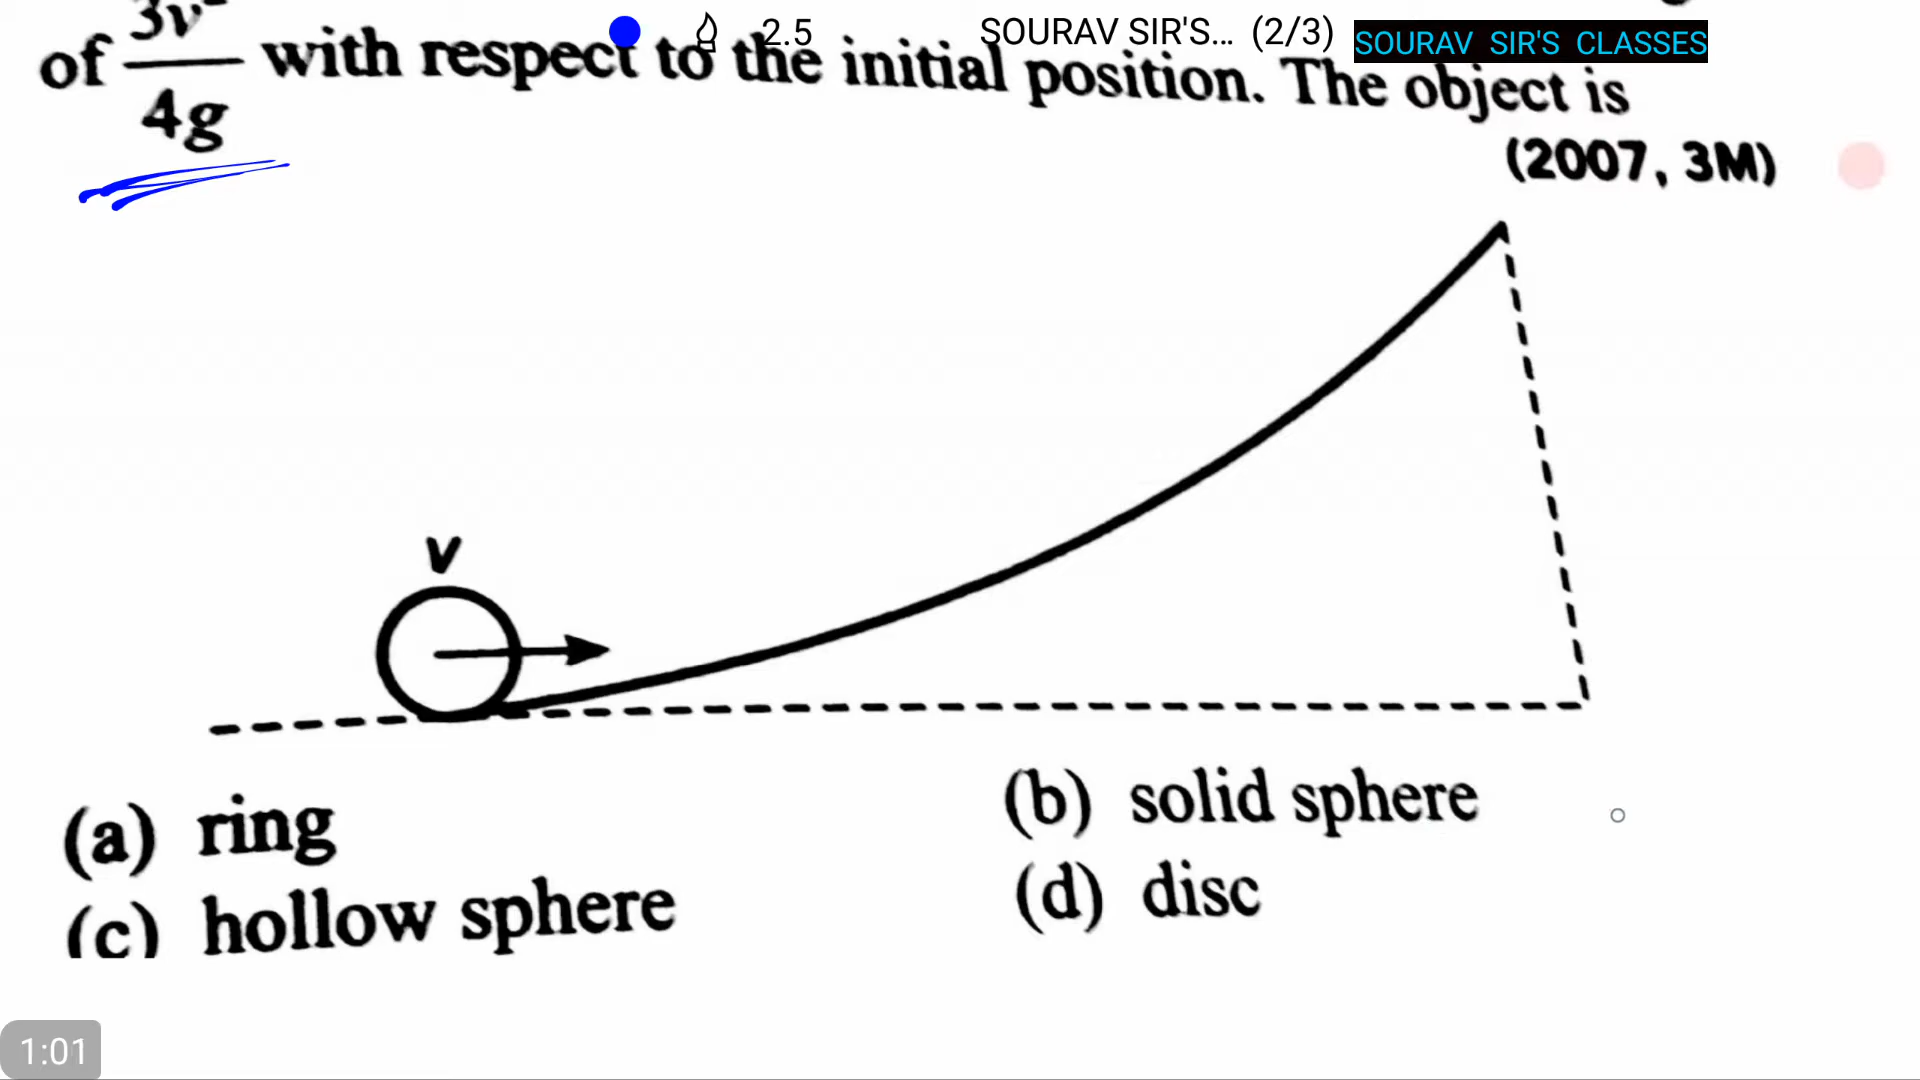 2.5 SOURAV SIR'S... (2/3) SOURAV SIR'S CLASSES
of 3v²/4g with respect to the initial position. The object is
(2007, 3M)
v
(a) ring (b) solid sphere
(c) hollow sphere (d) disc
1:01